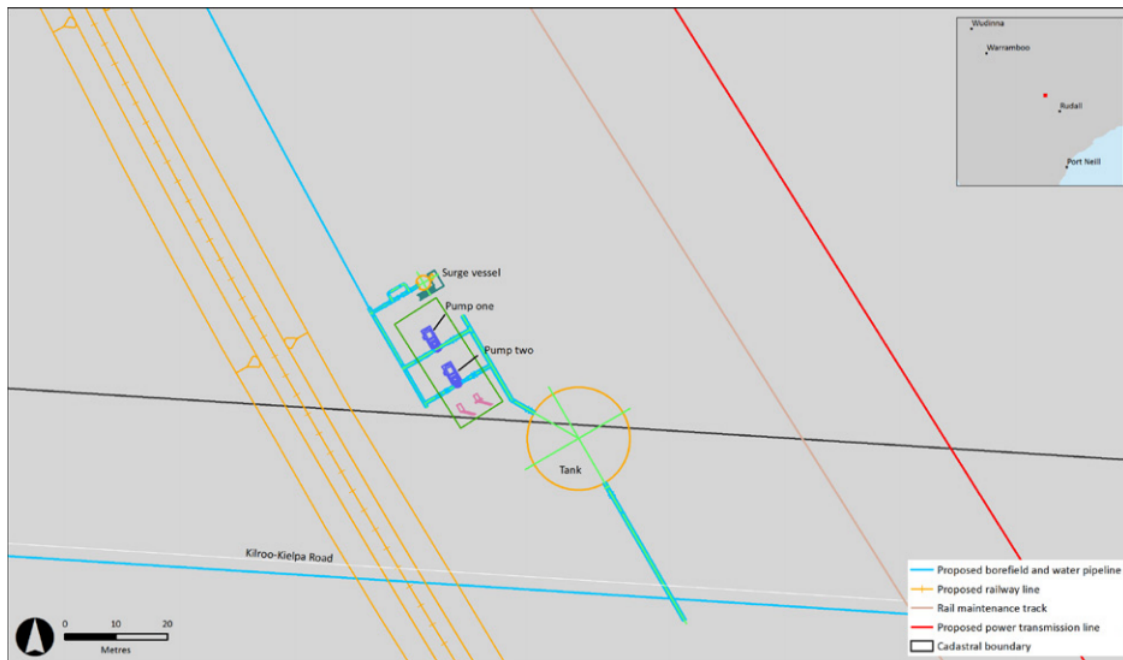 Wudinna
Warramboo
Rudall
Port Neill
Surge vessel
Pump one
Pump two
Tank
Kilroo-Kielpa Road
0 10 20
Metres
Proposed borefield and water pipeline
Proposed railway line
Rail maintenance track
Proposed power transmission line
Cadastral boundary